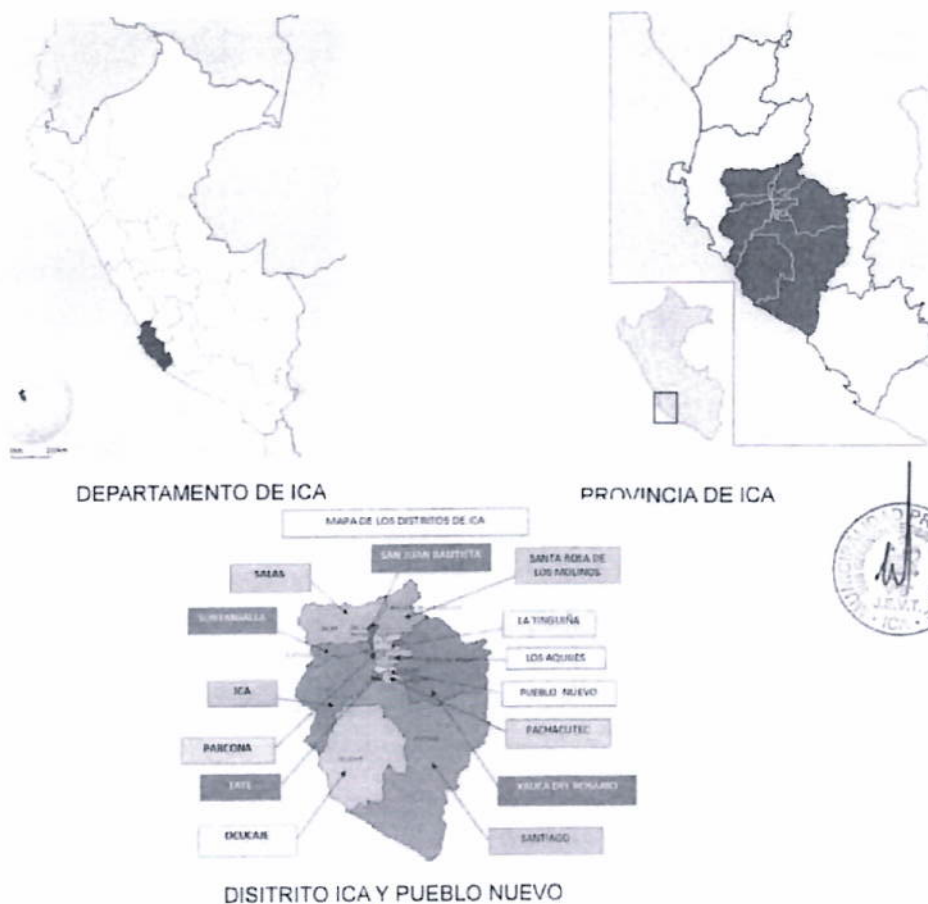 DEPARTAMENTO DE ICA
PROVINCIA DE ICA
MAPA DE LOS DISTRITOS DE ICA
SAN JUAN BAUTISTA
SANTA ROSA DE
LOS MOLINOS
SALAS
SUBTANJALLA
LA TINGUIÑA
LOS AQUIJES
ICA
PUEBLO NUEVO
PACHACUTEC
PARCONA
TATE
YAUCA DEL ROSARIO
OCUCAJE
SANTIAGO
DISITRITO ICA Y PUEBLO NUEVO
J.E.V.T.
ICA